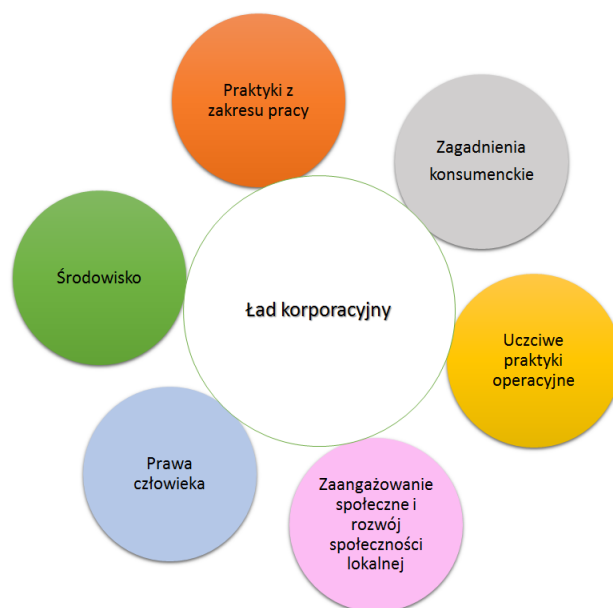 Praktyki z
zakresu pracy
Zagadnienia
konsumenckie
Środowisko
Ład korporacyjny
Uczciwe
praktyki
operacyjne
Prawa
człowieka
Zaangażowanie
społeczne i
rozwój
społeczności
lokalnej